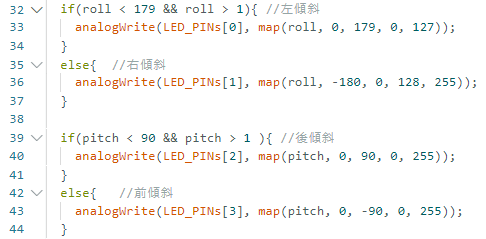 32 if(roll < 179 && roll > 1){ //左傾斜
33 analogWrite(LED_PINs[0], map(roll, 0, 179, 0, 127));
34 }
35 else{ //右傾斜
36 analogWrite(LED_PINs[1], map(roll, -180, 0, 128, 255));
37 }
38
39 if(pitch < 90 && pitch > 1 ){ //後傾斜
40 analogWrite(LED_PINs[2], map(pitch, 0, 90, 0, 255));
41 }
42 else{ //前傾斜
43 analogWrite(LED_PINs[3], map(pitch, 0, -90, 0, 255));
44 }